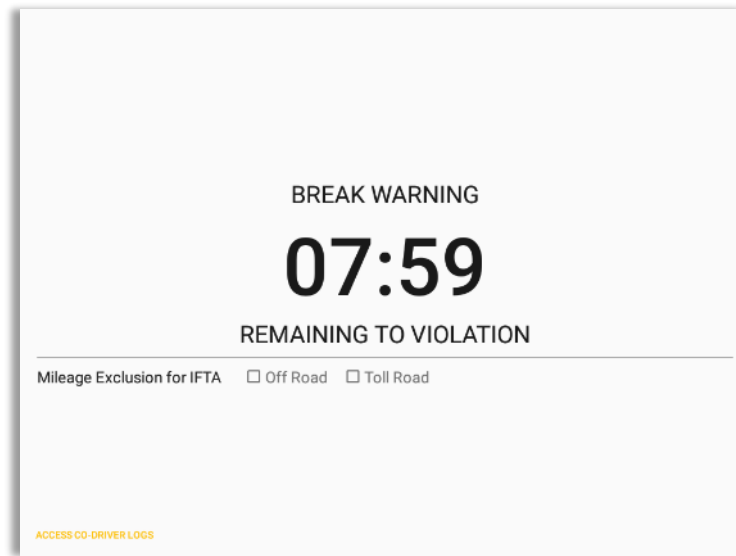 BREAK WARNING
07:59
REMAINING TO VIOLATION
Mileage Exclusion for IFTA Off Road Toll Road
ACCESS CO-DRIVER LOGS